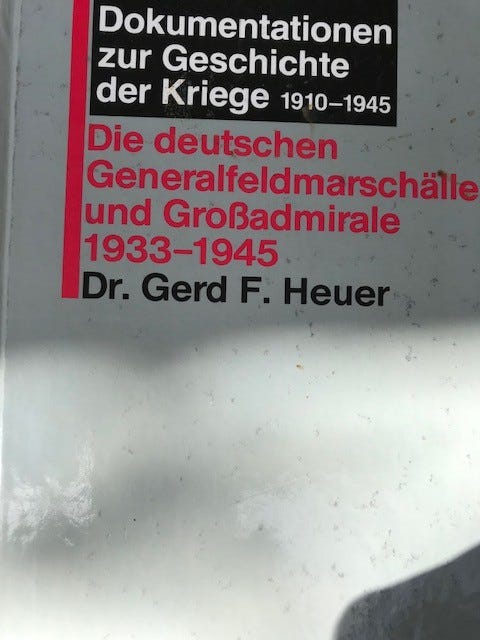 Dokumentationen
zur Geschichte
der Kriege 1910–1945
Die deutschen
Generalfeldmarschälle
und Großadmirale
1933–1945
Dr. Gerd F. Heuer